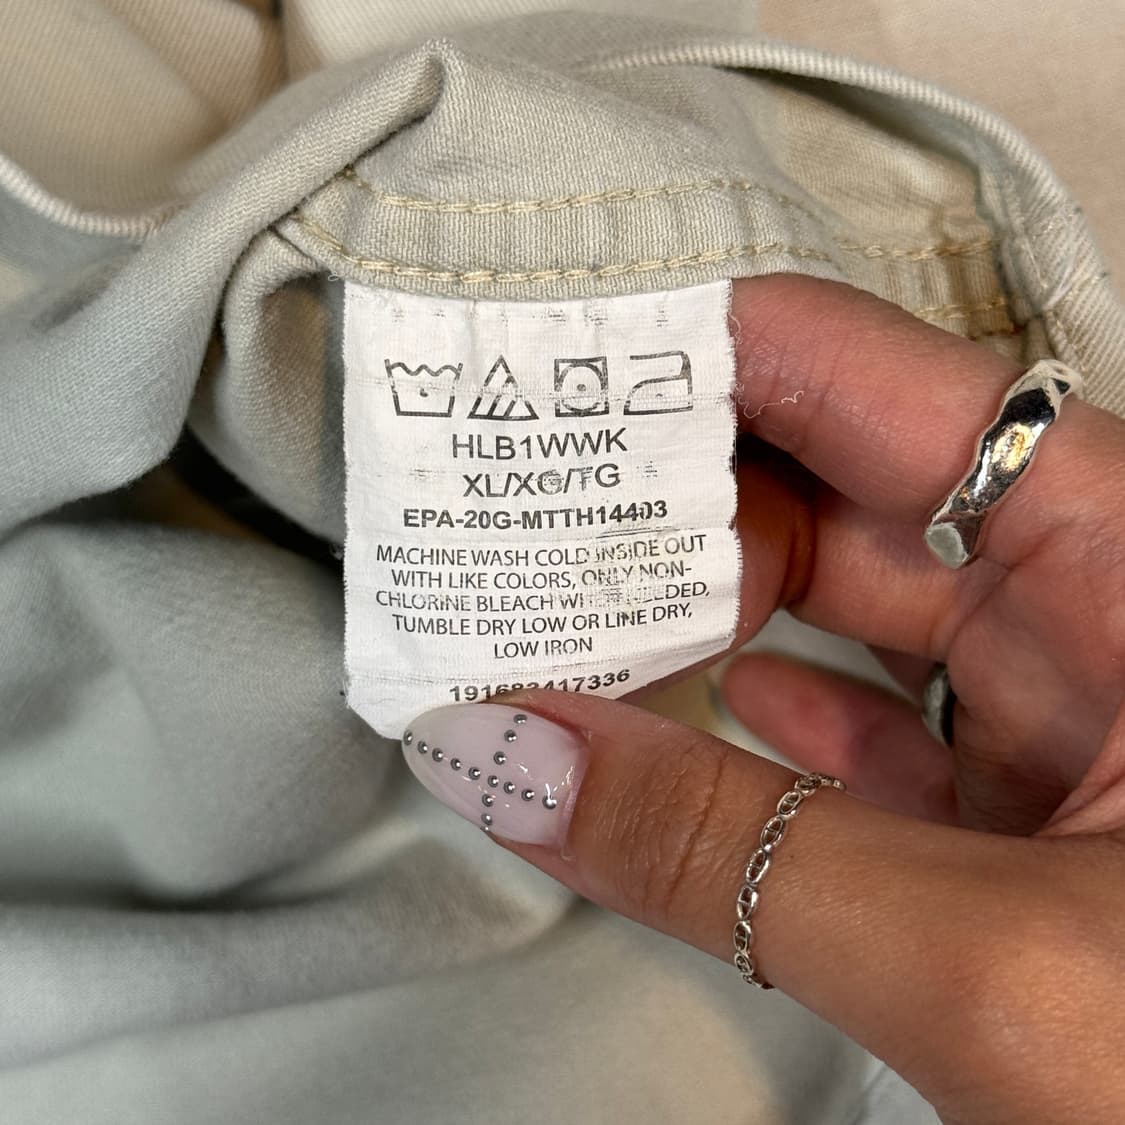 HLB1WWK
XL/XG/TG
EPA-20G-MTTH14403
MACHINE WASH COLD INSIDE OUT
WITH LIKE COLORS, ONLY NON-
CHLORINE BLEACH WHEN NEEDED,
TUMBLE DRY LOW OR LINE DRY,
LOW IRON
191683417336